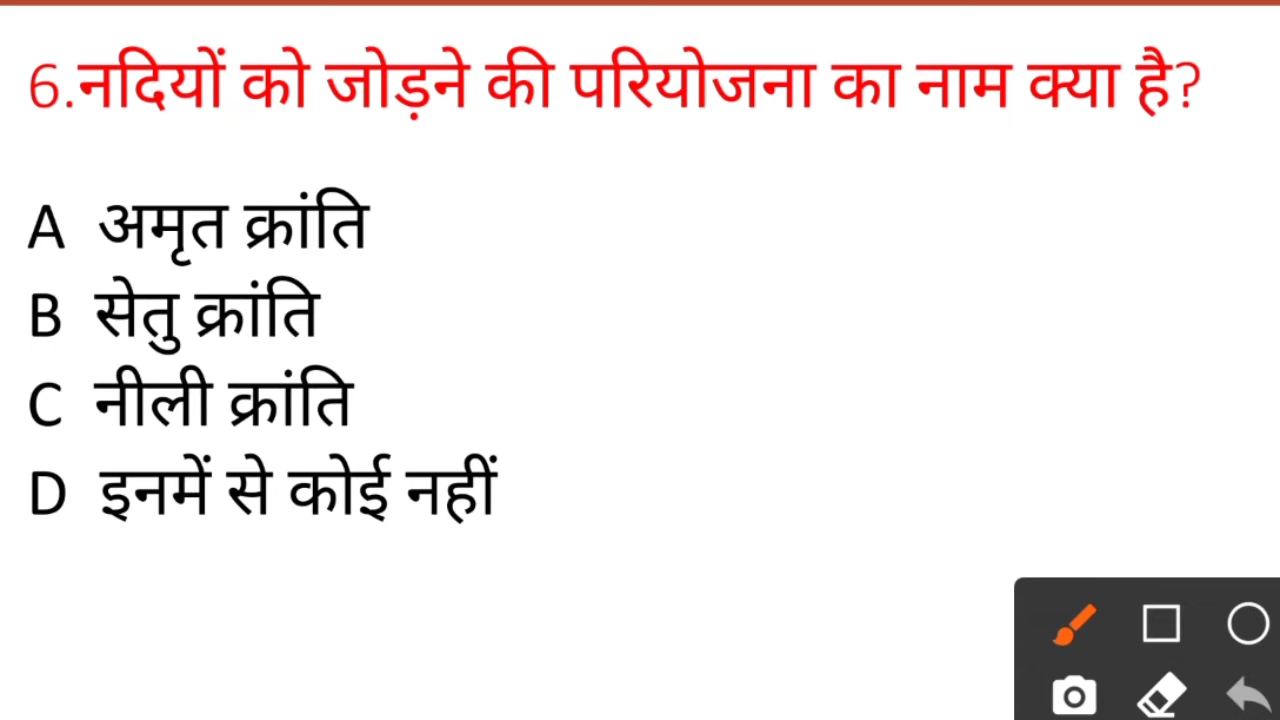 6.नदियों को जोड़ने की परियोजना का नाम क्या है?
A अमृत क्रांति
B सेतु क्रांति
C नीली क्रांति
D इनमें से कोई नहीं